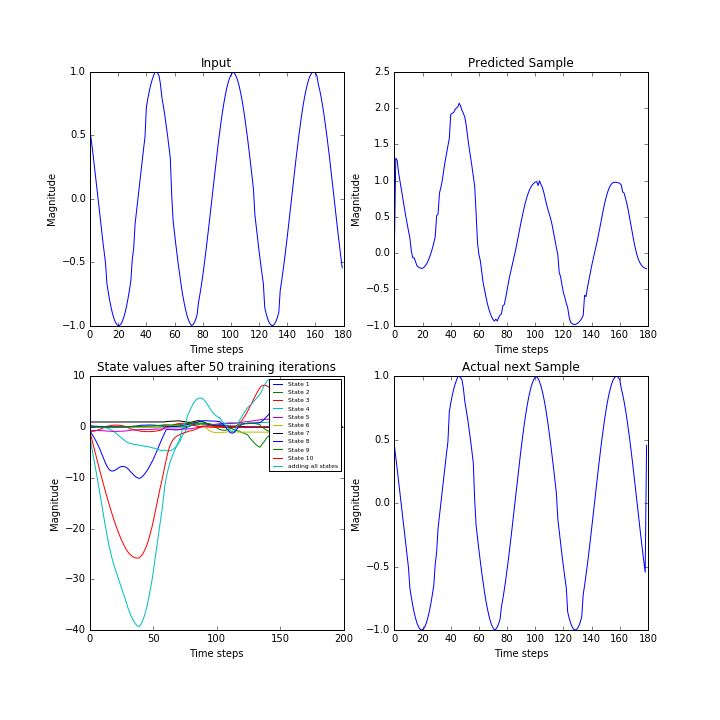 Input
Magnitude
1.0
0.5
0.0
−0.5
−1.0
0 20 40 60 80 100 120 140 160 180
Time steps
Predicted Sample
Magnitude
2.5
2.0
1.5
1.0
0.5
0.0
−0.5
−1.0
0 20 40 60 80 100 120 140 160 180
Time steps
State values after 50 training iterations
Magnitude
10
0
−10
−20
−30
−40
0 50 100 150 200
Time steps
State 1
State 2
State 3
State 4
State 5
State 6
State 7
State 8
State 9
State 10
adding all states
Actual next Sample
Magnitude
1.0
0.5
0.0
−0.5
−1.0
0 20 40 60 80 100 120 140 160 180
Time steps